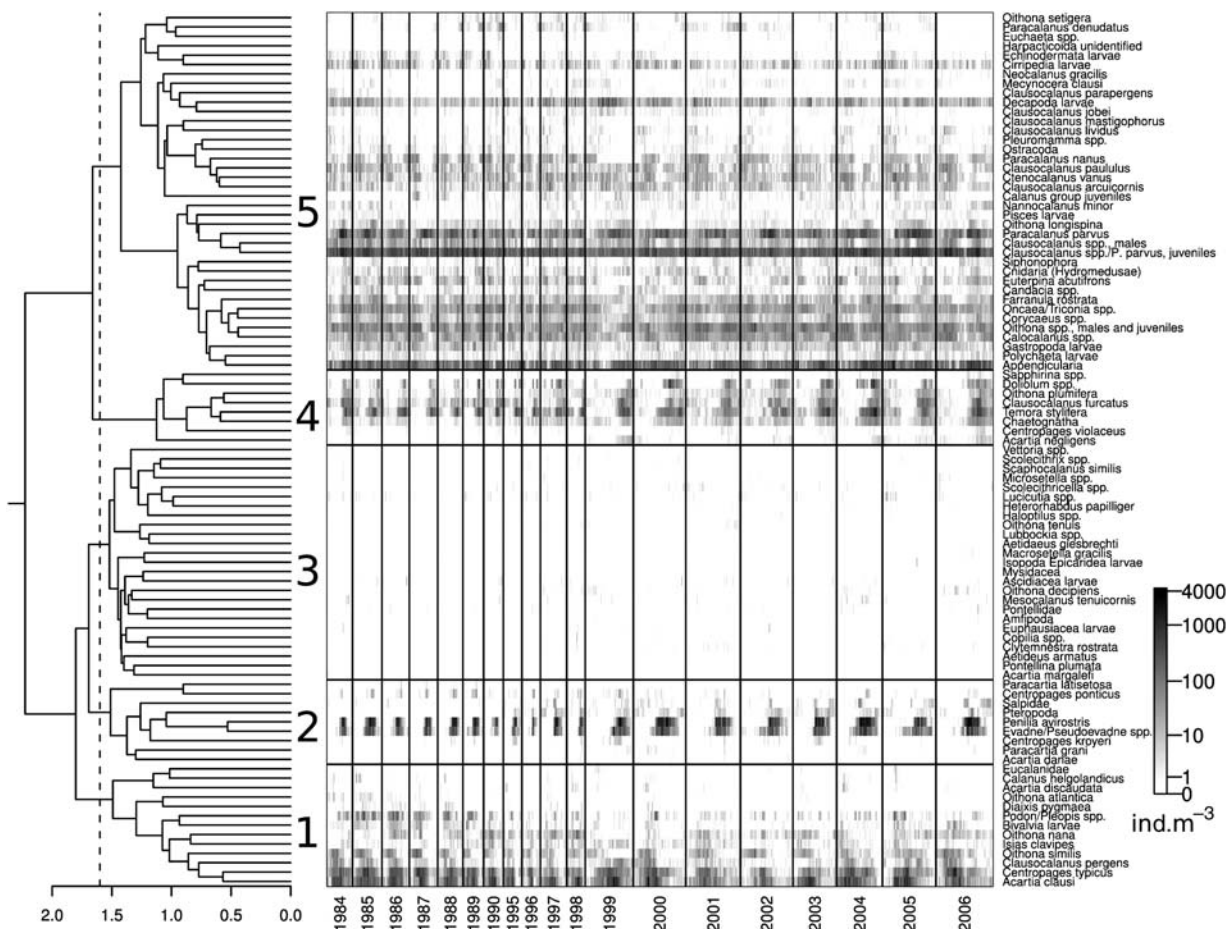 Oithona setigera
Paracalanus denudatus
Euchaeta spp.
Harpacticoida unidentified
Echinodermata larvae
Cirripedia larvae
Neocalanus gracilis
Mecynocera clausi
Clausocalanus parapergens
Decapoda larvae
Clausocalanus jobei
Clausocalanus mastigophorus
Clausocalanus lividus
Pleuromamma spp.
Ostracoda
Paracalanus nanus
Clausocalanus paululus
Ctenocalanus vanus
Clausocalanus arcuicornis
Calanus group juveniles
Nannocalanus minor
Pisces larvae
Oithona longispina
Paracalanus parvus
Clausocalanus spp., males
Clausocalanus spp./P. parvus, juveniles
Siphonophora
Cnidaria (Hydromedusae)
Euterpina acutifrons
Candacia spp.
Farranula rostrata
Oncaea/Triconia spp.
Corycaeus spp.
Oithona spp., males and juveniles
Calocalanus spp.
Gastropoda larvae
Polychaeta larvae
Appendicularia
Sapphirina spp.
Doliolum spp.
Oithona plumifera
Clausocalanus furcatus
Temora stylifera
Chaetognatha
Centropages violaceus
Acartia negligens
Vettoria spp.
Scolecithrix spp.
Scaphocalanus similis
Microsetella spp.
Scolecithricella spp.
Lucicutia spp.
Heterorhabdus papilliger
Haloptilus spp.
Oithona tenuis
Lubbockia spp.
Aetidaeus giesbrechti
Macrosetella gracilis
Isopoda Epicaridea larvae
Mysidacea
Ascidiacea larvae
Oithona decipiens
Mesocalanus tenuicornis
Pontellidae
Amfipoda
Euphausiacea larvae
Copilia spp.
Clytemnestra rostrata
Aetideus armatus
Pontellina plumata
Acartia margalefi
Paracartia latisetosa
Centropages ponticus
Salpidae
Pteropoda
Penilia avirostris
Evadne/Pseudoevadne spp.
Centropages kroyeri
Paracartia grani
Acartia danae
Eucalanidae
Calanus helgolandicus
Acartia discaudata
Oithona atlantica
Diaixis pygmaea
Podon/Pleopis spp.
Bivalvia larvae
Oithona nana
Isias clavipes
Oithona similis
Clausocalanus pergens
Centropages typicus
Acartia clausi
5
4
3
2
1
4000
1000
100
10
1
0
ind.m⁻³
2.0 1.5 1.0 0.5 0.0
1984 1985 1986 1987 1988 1989 1990 1995 1996 1997 1998 1999 2000 2001 2002 2003 2004 2005 2006